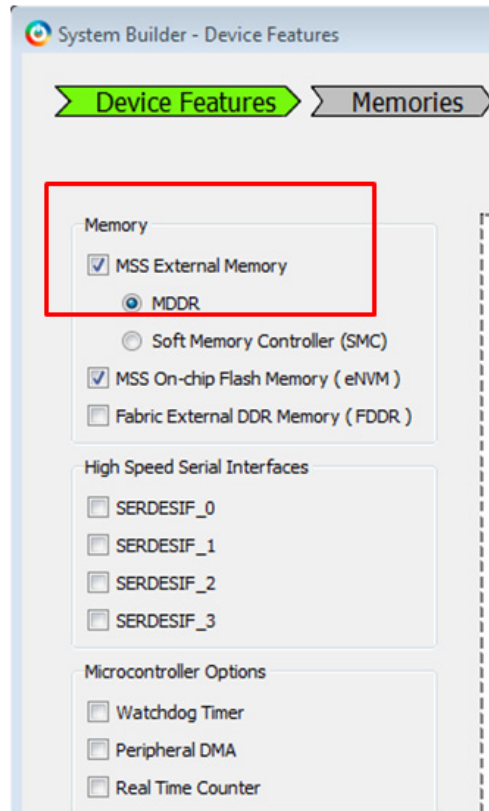 System Builder - Device Features
Device Features Memories
Memory
MSS External Memory
MDDR
Soft Memory Controller (SMC)
MSS On-chip Flash Memory ( eNVM )
Fabric External DDR Memory ( FDDR )
High Speed Serial Interfaces
SERDESIF_0
SERDESIF_1
SERDESIF_2
SERDESIF_3
Microcontroller Options
Watchdog Timer
Peripheral DMA
Real Time Counter